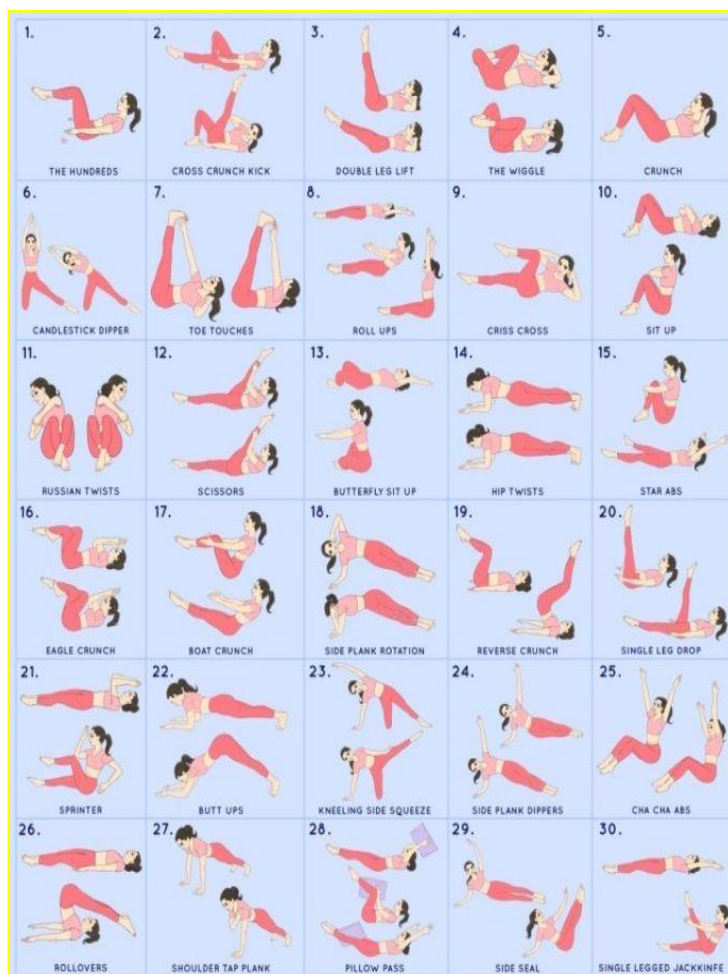 1.
THE HUNDREDS
2.
CROSS CRUNCH KICK
3.
DOUBLE LEG LIFT
4.
THE WIGGLE
5.
CRUNCH
6.
CANDLESTICK DIPPER
7.
TOE TOUCHES
8.
ROLL UPS
9.
CRISS CROSS
10.
SIT UP
11.
RUSSIAN TWISTS
12.
SCISSORS
13.
BUTTERFLY SIT UP
14.
HIP TWISTS
15.
STAR ABS
16.
EAGLE CRUNCH
17.
BOAT CRUNCH
18.
SIDE PLANK ROTATION
19.
REVERSE CRUNCH
20.
SINGLE LEG DROP
21.
SPRINTER
22.
BUTT UPS
23.
KNEELING SIDE SQUEEZE
24.
SIDE PLANK DIPPERS
25.
CHA CHA ABS
26.
ROLLOVERS
27.
SHOULDER TAP PLANK
28.
PILLOW PASS
29.
SIDE SEAL
30.
SINGLE LEGGED JACKKINFE